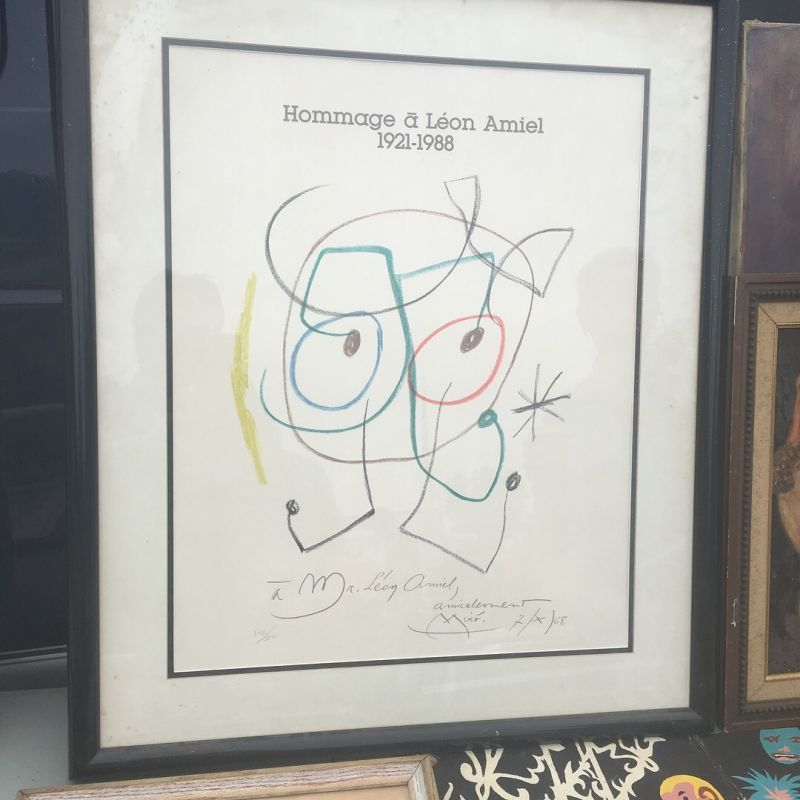 Hommage ā Léon Amiel
1921-1988
ā Mr. Léon Amiel,
amicalement
Miró. 7/X/68